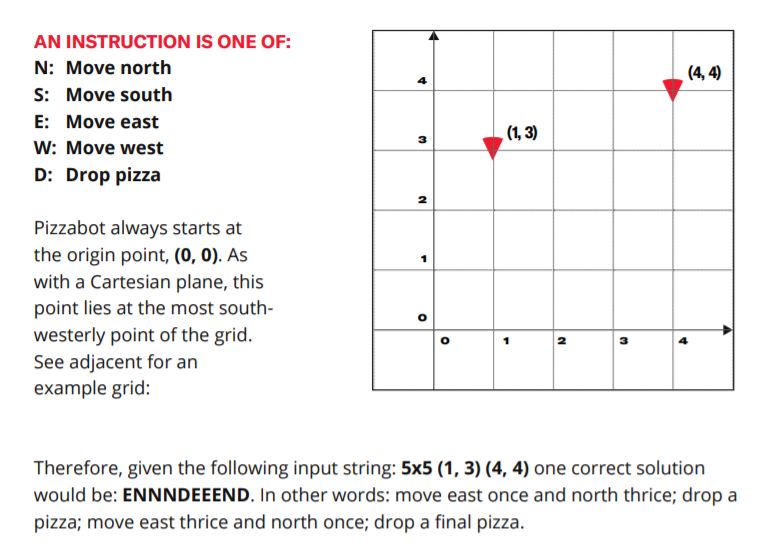 AN INSTRUCTION IS ONE OF:
N: Move north
S: Move south
E: Move east
W: Move west
D: Drop pizza
Pizzabot always starts at
the origin point, (0, 0). As
with a Cartesian plane, this
point lies at the most south-
westerly point of the grid.
See adjacent for an
example grid:
4
(4, 4)
3
(1, 3)
2
1
0
0 1 2 3 4
Therefore, given the following input string: 5x5 (1, 3) (4, 4) one correct solution
would be: ENNNDEEEND. In other words: move east once and north thrice; drop a
pizza; move east thrice and north once; drop a final pizza.